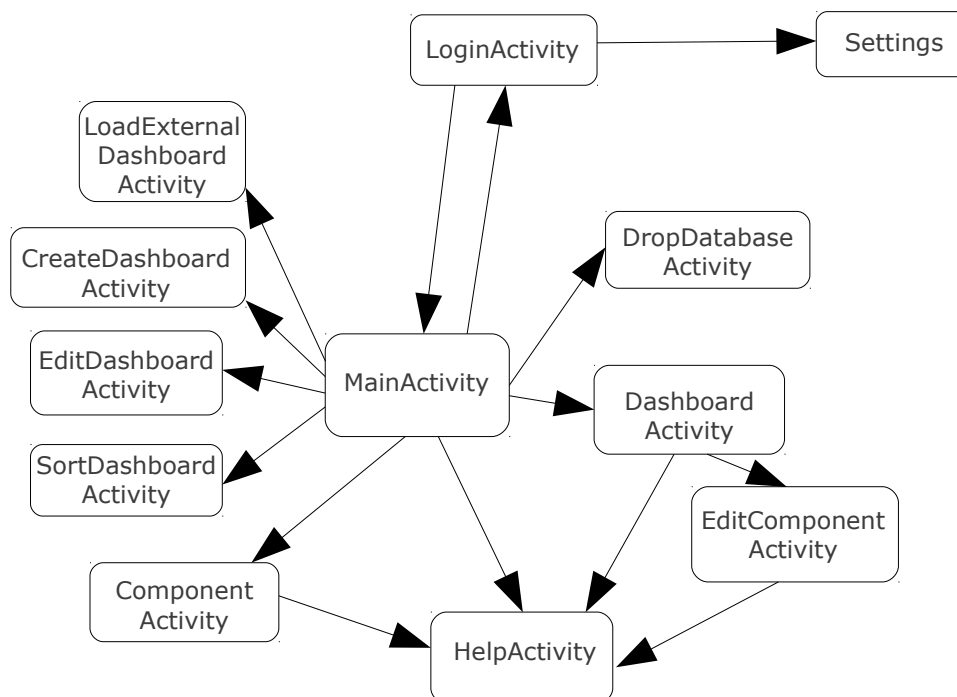 LoginActivity
Settings
LoadExternal
Dashboard
Activity
CreateDashboard
Activity
DropDatabase
Activity
EditDashboard
Activity
MainActivity
Dashboard
Activity
SortDashboard
Activity
EditComponent
Activity
Component
Activity
HelpActivity